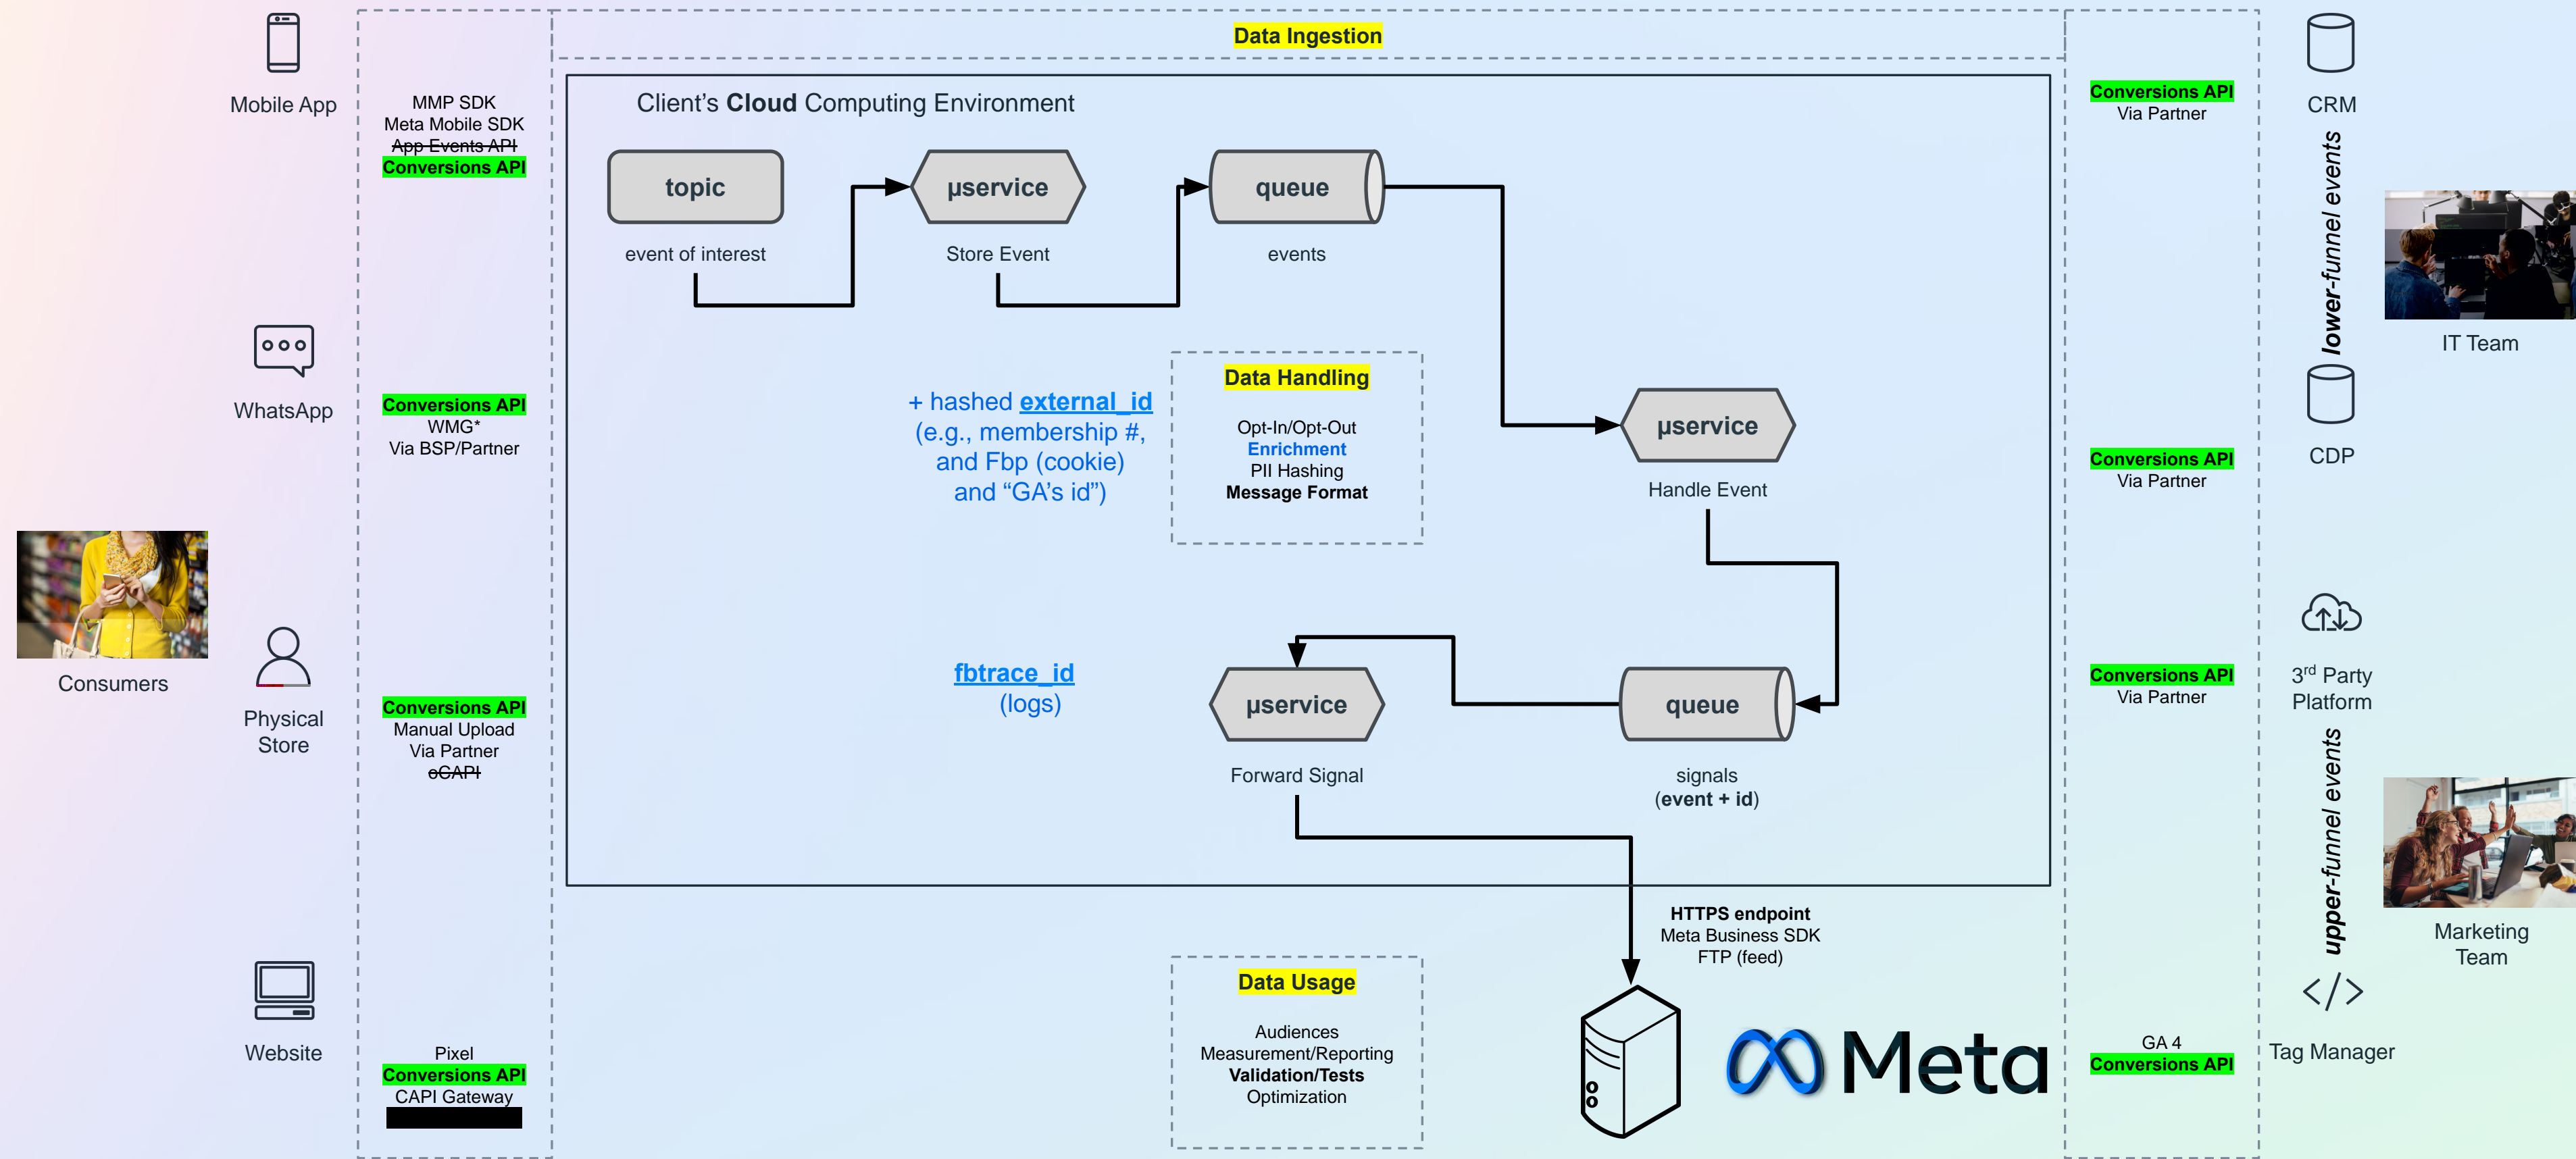 Data Ingestion
Mobile App
MMP SDK
Meta Mobile SDK
App Events API
Conversions API
WhatsApp
Conversions API
WMG*
Via BSP/Partner
Consumers
Physical
Store
Conversions API
Manual Upload
Via Partner
oCAPI
Website
Pixel
Conversions API
CAPI Gateway
Client's Cloud Computing Environment
topic
event of interest
µservice
Store Event
queue
events
+ hashed external_id
(e.g., membership #,
and Fbp (cookie)
and “GA's id”)
Data Handling
Opt-In/Opt-Out
Enrichment
PII Hashing
Message Format
µservice
Handle Event
fbtrace_id
(logs)
µservice
Forward Signal
queue
signals
(event + id)
HTTPS endpoint
Meta Business SDK
FTP (feed)
Data Usage
Audiences
Measurement/Reporting
Validation/Tests
Optimization
Meta
Conversions API
Via Partner
CRM
lower-funnel events
IT Team
Conversions API
Via Partner
CDP
Conversions API
Via Partner
3rd Party
Platform
upper-funnel events
Marketing
Team
GA 4
Conversions API
Tag Manager